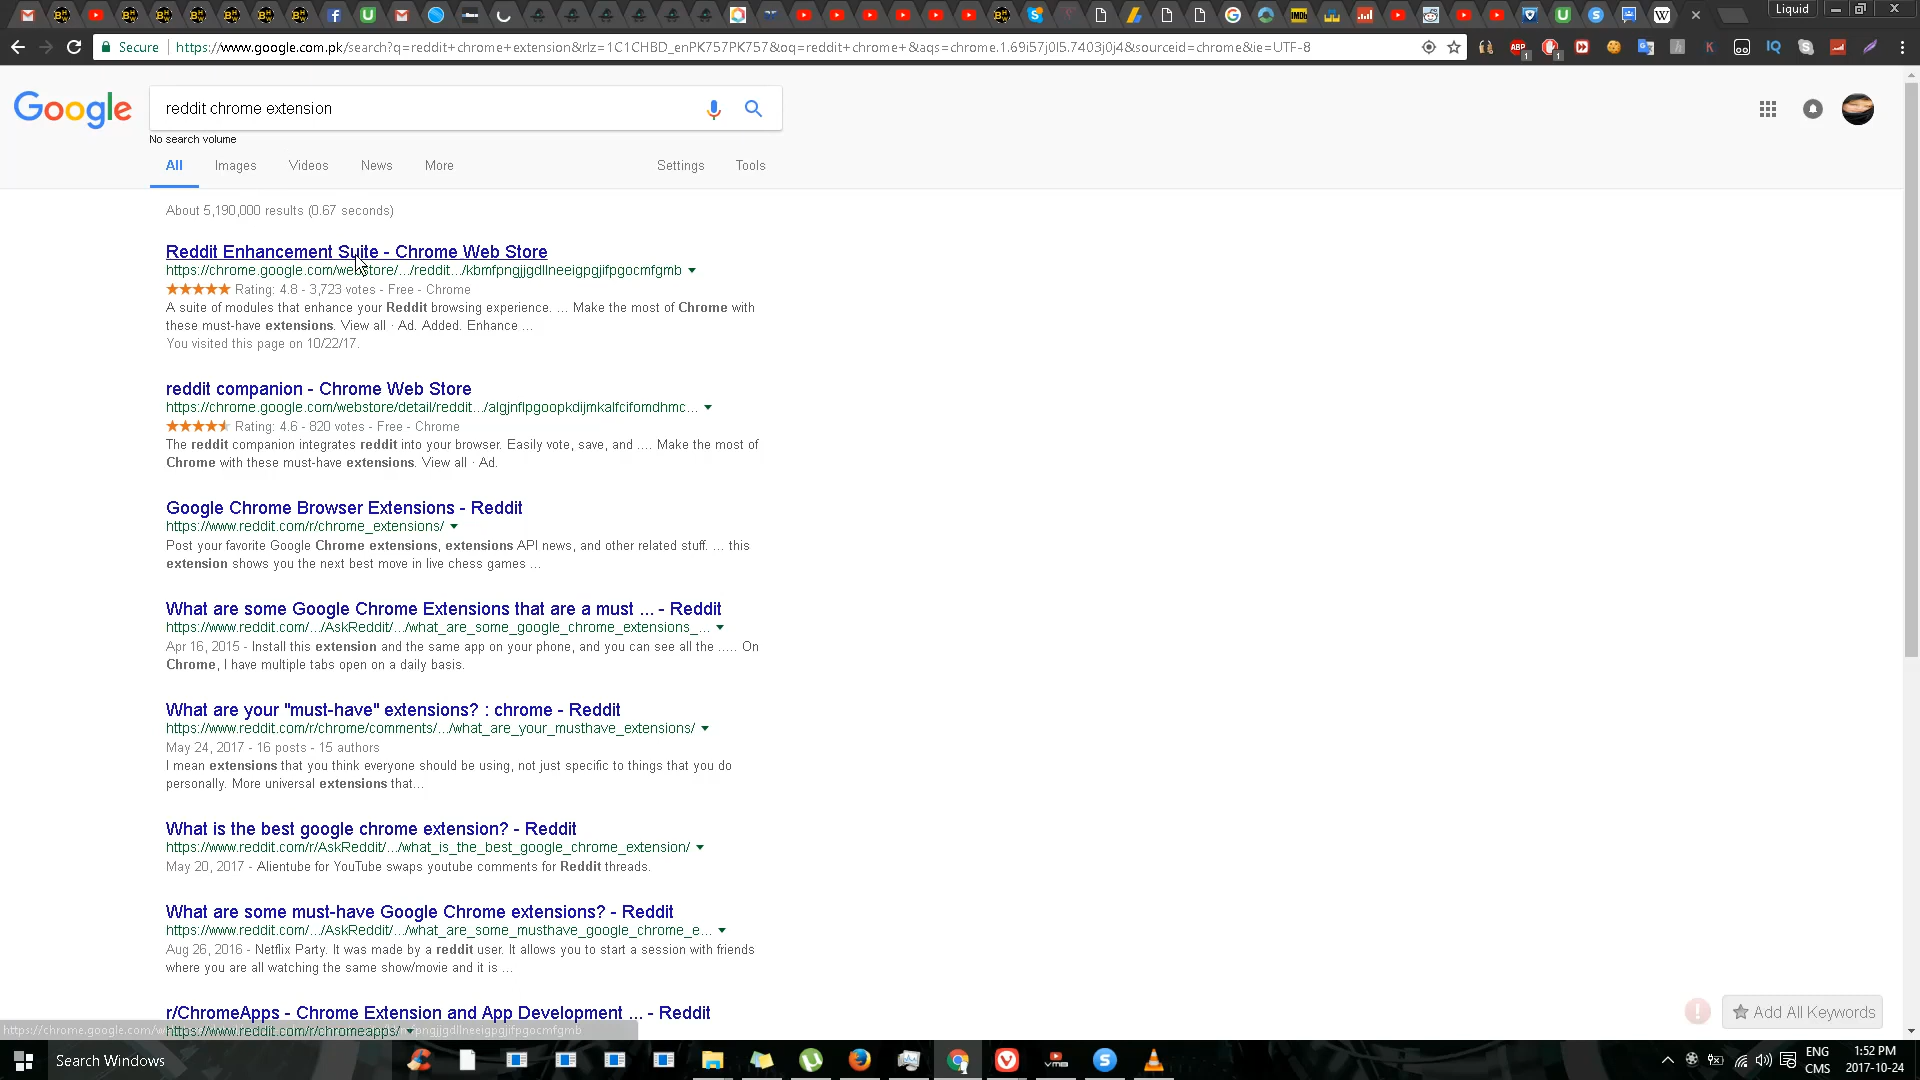 Liquid
Secure https://www.google.com.pk/search?q=reddit+chrome+extension&rlz=1C1CHBD_enPK757PK757&oq=reddit+chrome+&aqs=chrome.1.69i57j0l5.7403j0j4&sourceid=chrome&ie=UTF-8
Google
reddit chrome extension
No search volume
All Images Videos News More Settings Tools
About 5,190,000 results (0.67 seconds)
Reddit Enhancement Suite - Chrome Web Store
https://chrome.google.com/webstore/.../reddit.../kbmfpngjjgdllneeigpgjifpgocmfgmb
Rating: 4.8 - 3,723 votes - Free - Chrome
A suite of modules that enhance your Reddit browsing experience. ... Make the most of Chrome with
these must-have extensions. View all · Ad. Added. Enhance ...
You visited this page on 10/22/17.
reddit companion - Chrome Web Store
https://chrome.google.com/webstore/detail/reddit.../algjnflpgoopkdijmkalfcifomdhmc...
Rating: 4.6 - 820 votes - Free - Chrome
The reddit companion integrates reddit into your browser. Easily vote, save, and .... Make the most of
Chrome with these must-have extensions. View all · Ad.
Google Chrome Browser Extensions - Reddit
https://www.reddit.com/r/chrome_extensions/
Post your favorite Google Chrome extensions, extensions API news, and other related stuff. ... this
extension shows you the next best move in live chess games ...
What are some Google Chrome Extensions that are a must ... - Reddit
https://www.reddit.com/.../AskReddit/.../what_are_some_google_chrome_extensions_...
Apr 16, 2015 - Install this extension and the same app on your phone, and you can see all the ..... On
Chrome, I have multiple tabs open on a daily basis.
What are your "must-have" extensions? : chrome - Reddit
https://www.reddit.com/r/chrome/comments/.../what_are_your_musthave_extensions/
May 24, 2017 - 16 posts - 15 authors
I mean extensions that you think everyone should be using, not just specific to things that you do
personally. More universal extensions that...
What is the best google chrome extension? - Reddit
https://www.reddit.com/r/AskReddit/.../what_is_the_best_google_chrome_extension/
May 20, 2017 - Alientube for YouTube swaps youtube comments for Reddit threads.
What are some must-have Google Chrome extensions? - Reddit
https://www.reddit.com/.../AskReddit/.../what_are_some_musthave_google_chrome_e...
Aug 26, 2016 - Netflix Party. It was made by a reddit user. It allows you to start a session with friends
where you are all watching the same show/movie and it is ...
r/ChromeApps - Chrome Extension and App Development ... - Reddit
https://www.reddit.com/r/chromeapps/
Add All Keywords
Search Windows
ENG
CMS
1:52 PM
2017-10-24